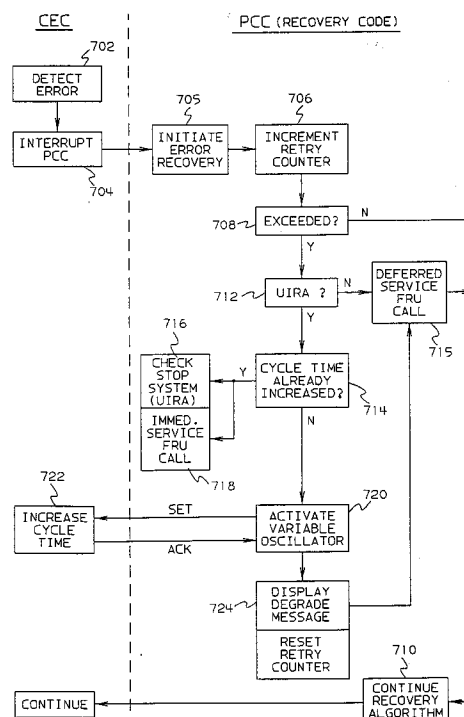 CEC
PCC (RECOVERY CODE)
702
DETECT
ERROR
INTERRUPT
PCC
704
705
INITIATE
ERROR
RECOVERY
706
INCREMENT
RETRY
COUNTER
708
EXCEEDED?
N
Y
712
UIRA ?
N
Y
DEFERRED
SERVICE
FRU
CALL
715
716
CHECK
STOP
SYSTEM
(UIRA)
Y
CYCLE TIME
ALREADY
INCREASED?
714
IMMED.
SERVICE
FRU
CALL
718
N
722
INCREASE
CYCLE
TIME
SET
ACK
720
ACTIVATE
VARIABLE
OSCILLATOR
724
DISPLAY
DEGRADE
MESSAGE
RESET
RETRY
COUNTER
710
CONTINUE
CONTINUE
RECOVERY
ALGORITHM